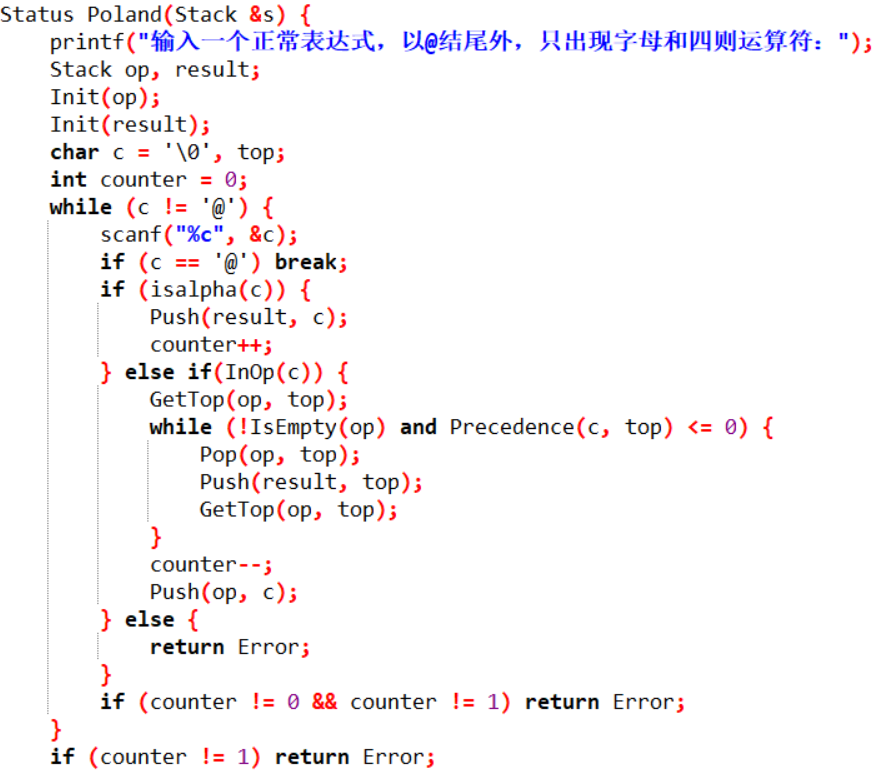 Status Poland(Stack &s) {
    printf("输入一个正常表达式，以@结尾外，只出现字母和四则运算符：");
    Stack op, result;
    Init(op);
    Init(result);
    char c = '\0', top;
    int counter = 0;
    while (c != '@') {
        scanf("%c", &c);
        if (c == '@') break;
        if (isalpha(c)) {
            Push(result, c);
            counter++;
        } else if(InOp(c)) {
            GetTop(op, top);
            while (!IsEmpty(op) and Precedence(c, top) <= 0) {
                Pop(op, top);
                Push(result, top);
                GetTop(op, top);
            }
            counter--;
            Push(op, c);
        } else {
            return Error;
        }
        if (counter != 0 && counter != 1) return Error;
    }
    if (counter != 1) return Error;